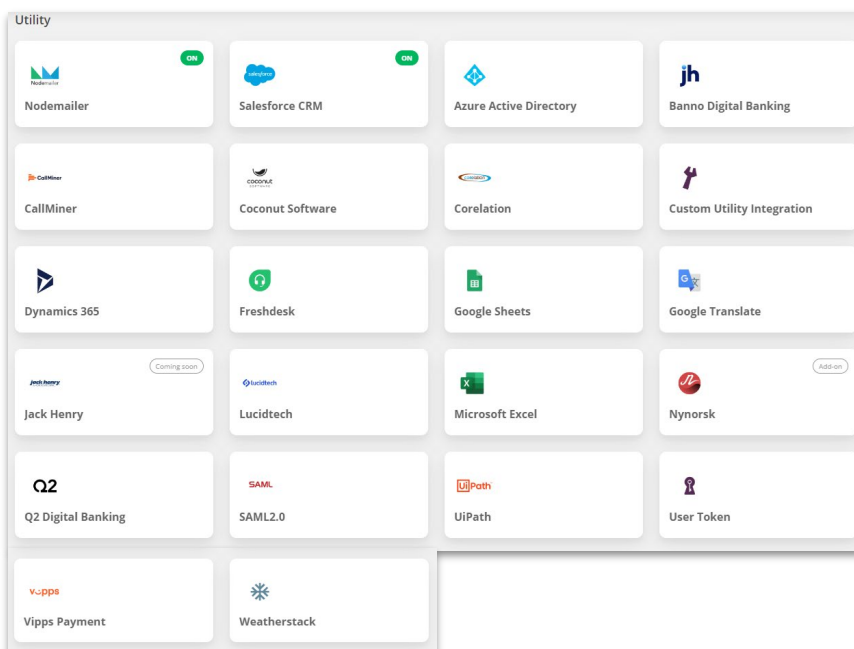 Utility
ON
Nodemailer
Nodemailer
ON
salesforce
Salesforce CRM
Azure Active Directory
jh
Banno Digital Banking
CallMiner
CallMiner
coconut
SOFTWARE
Coconut Software
Corelation
Custom Utility Integration
Dynamics 365
Freshdesk
Google Sheets
G
文
Google Translate
Coming soon
jack henry
Jack Henry
lucidtech
Lucidtech
X
Microsoft Excel
Add-on
Nynorsk
Q2
Q2 Digital Banking
SAML
SAML2.0
UiPath
UiPath
User Token
vipps
Vipps Payment
Weatherstack